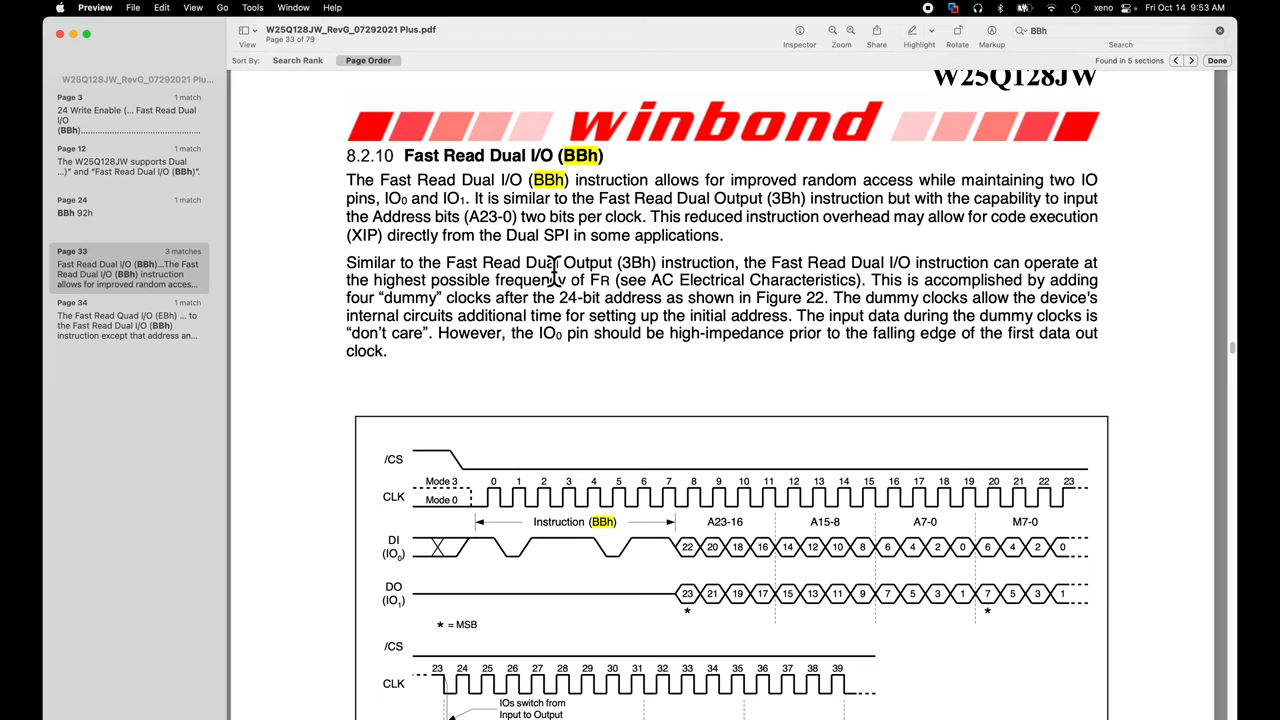 Preview File Edit View Go Tools Window Help xeno Fri Oct 14 9:53 AM
W25Q128JW_RevG_07292021 Plus.pdf
Page 33 of 79
View Inspector Zoom Share Highlight Rotate Markup Search
BBh
Sort By: Search Rank Page Order Found in 5 sections Done
W25Q128JW_RevG_07292021 Plu...
Page 3 1 match
24 Write Enable (... Fast Read Dual
I/O
(BBh)........................................
Page 12 1 match
The W25Q128JW supports Dual
...)” and “Fast Read Dual I/O (BBh)”.
Page 24 1 match
BBh 92h
Page 33 3 matches
Fast Read Dual I/O (BBh)...The Fast
Read Dual I/O (BBh) instruction
allows for improved random acces...
Page 34 1 match
The Fast Read Quad I/O (EBh) ... to
the Fast Read Dual I/O (BBh)
instruction except that address an...
W25Q128JW
winbond
8.2.10 Fast Read Dual I/O (BBh)
The Fast Read Dual I/O (BBh) instruction allows for improved random access while maintaining two IO
pins, IO0 and IO1. It is similar to the Fast Read Dual Output (3Bh) instruction but with the capability to input
the Address bits (A23-0) two bits per clock. This reduced instruction overhead may allow for code execution
(XIP) directly from the Dual SPI in some applications.
Similar to the Fast Read Dual Output (3Bh) instruction, the Fast Read Dual I/O instruction can operate at
the highest possible frequency of FR (see AC Electrical Characteristics). This is accomplished by adding
four “dummy” clocks after the 24-bit address as shown in Figure 22. The dummy clocks allow the device's
internal circuits additional time for setting up the initial address. The input data during the dummy clocks is
“don’t care”. However, the IO0 pin should be high-impedance prior to the falling edge of the first data out
clock.
/CS
Mode 3 0 1 2 3 4 5 6 7 8 9 10 11 12 13 14 15 16 17 18 19 20 21 22 23
CLK Mode 0
Instruction (BBh) A23-16 A15-8 A7-0 M7-0
DI
(IO0) 22 20 18 16 14 12 10 8 6 4 2 0 6 4 2 0
DO
(IO1) 23 21 19 17 15 13 11 9 7 5 3 1 7 5 3 1
* *
* = MSB
/CS
23 24 25 26 27 28 29 30 31 32 33 34 35 36 37 38 39
CLK
IOs switch from
Input to Output